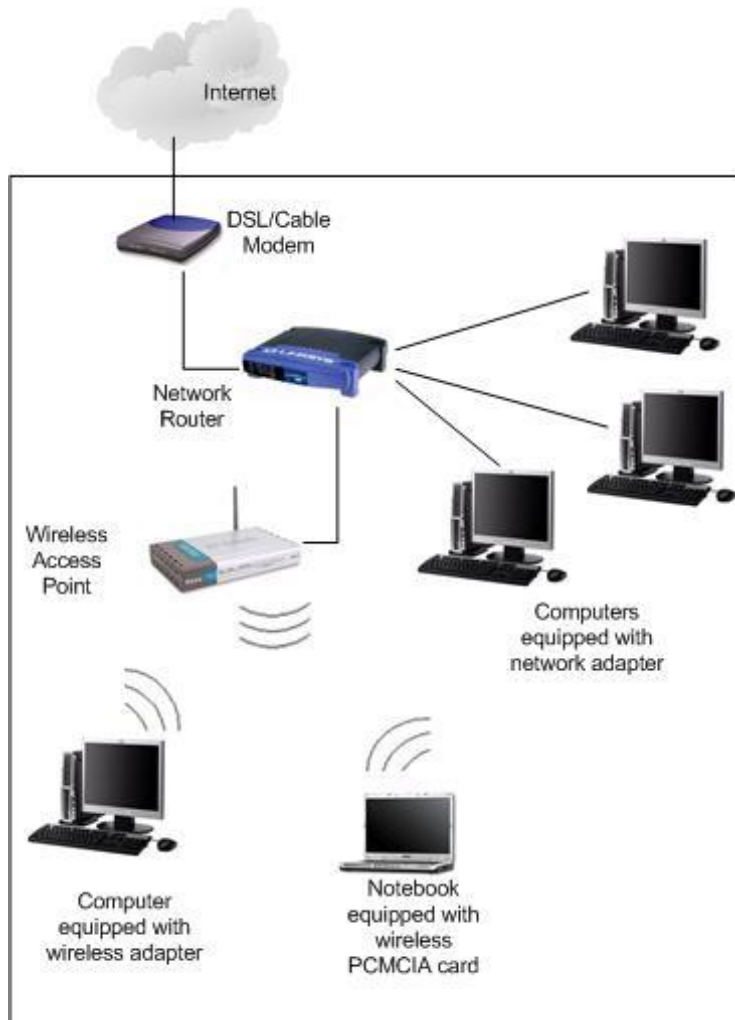 Internet
DSL/Cable
Modem
LINKSYS
Network
Router
Wireless
Access
Point
Computers
equipped with
network adapter
Computer
equipped with
wireless adapter
Notebook
equipped with
wireless
PCMCIA card